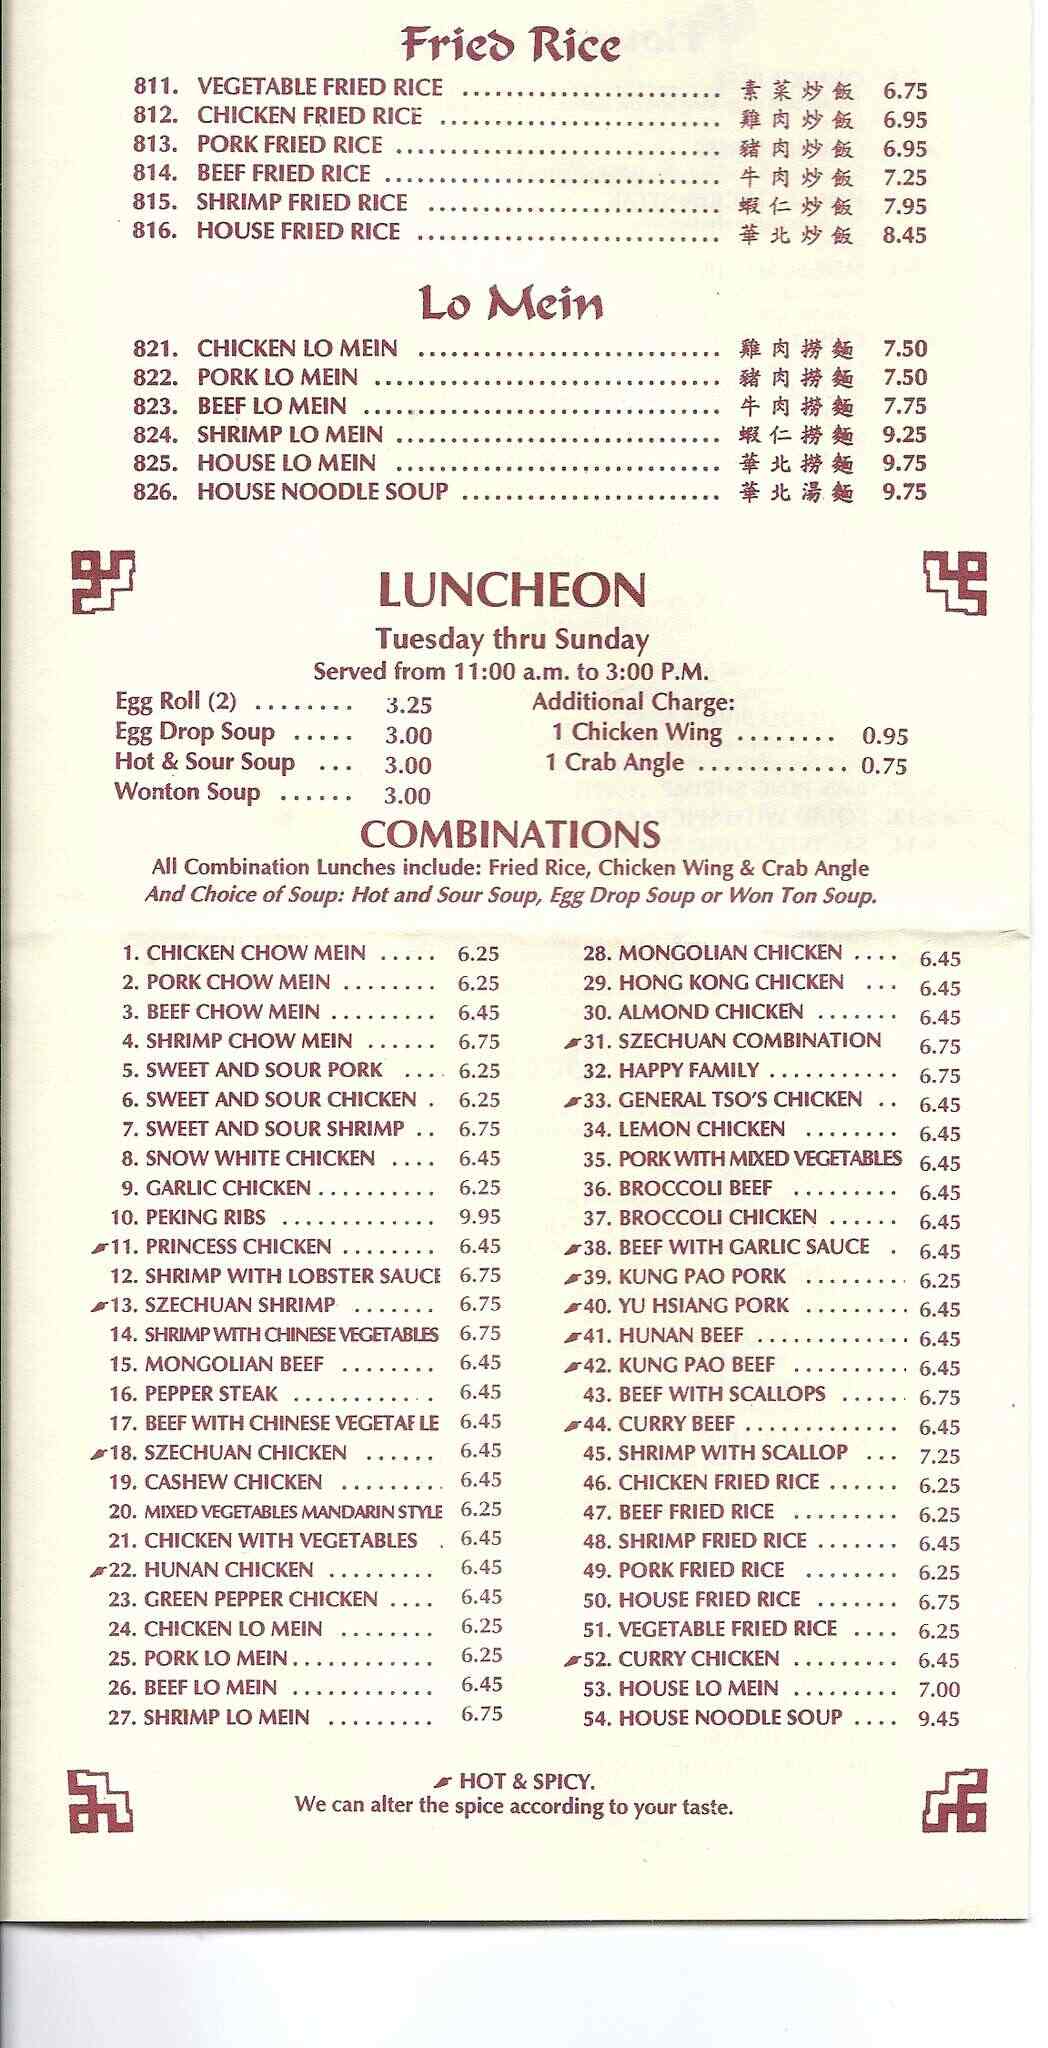 Fried Rice
811. VEGETABLE FRIED RICE ........................ 素菜炒飯 6.75
812. CHICKEN FRIED RICE .......................... 雞肉炒飯 6.95
813. PORK FRIED RICE .............................. 豬肉炒飯 6.95
814. BEEF FRIED RICE ............................... 牛肉炒飯 7.25
815. SHRIMP FRIED RICE ........................... 蝦仁炒飯 7.95
816. HOUSE FRIED RICE ............................ 華北炒飯 8.45
Lo Mein
821. CHICKEN LO MEIN ............................ 雞肉撈麵 7.50
822. PORK LO MEIN ................................ 豬肉撈麵 7.50
823. BEEF LO MEIN ................................. 牛肉撈麵 7.75
824. SHRIMP LO MEIN .............................. 蝦仁撈麵 9.25
825. HOUSE LO MEIN .............................. 華北撈麵 9.75
826. HOUSE NOODLE SOUP ........................ 華北湯麵 9.75
LUNCHEON
Tuesday thru Sunday
Served from 11:00 a.m. to 3:00 P.M.
Egg Roll (2) ........ 3.25
Egg Drop Soup ..... 3.00
Hot & Sour Soup ... 3.00
Wonton Soup ...... 3.00
Additional Charge:
1 Chicken Wing ........ 0.95
1 Crab Angle ............ 0.75
COMBINATIONS
All Combination Lunches include: Fried Rice, Chicken Wing & Crab Angle
And Choice of Soup: Hot and Sour Soup, Egg Drop Soup or Won Ton Soup.
1. CHICKEN CHOW MEIN ..... 6.25
2. PORK CHOW MEIN ........ 6.25
3. BEEF CHOW MEIN ......... 6.45
4. SHRIMP CHOW MEIN ...... 6.75
5. SWEET AND SOUR PORK .... 6.25
6. SWEET AND SOUR CHICKEN . 6.25
7. SWEET AND SOUR SHRIMP .. 6.75
8. SNOW WHITE CHICKEN .... 6.45
9. GARLIC CHICKEN .......... 6.25
10. PEKING RIBS ............. 9.95
11. PRINCESS CHICKEN ........ 6.45
12. SHRIMP WITH LOBSTER SAUCE 6.75
13. SZECHUAN SHRIMP ....... 6.75
14. SHRIMP WITH CHINESE VEGETABLES 6.75
15. MONGOLIAN BEEF ........ 6.45
16. PEPPER STEAK ............ 6.45
17. BEEF WITH CHINESE VEGETABLE 6.45
18. SZECHUAN CHICKEN ...... 6.45
19. CASHEW CHICKEN ......... 6.45
20. MIXED VEGETABLES MANDARIN STYLE 6.25
21. CHICKEN WITH VEGETABLES . 6.45
22. HUNAN CHICKEN ......... 6.45
23. GREEN PEPPER CHICKEN .... 6.45
24. CHICKEN LO MEIN ........ 6.25
25. PORK LO MEIN ............ 6.25
26. BEEF LO MEIN ............ 6.45
27. SHRIMP LO MEIN ......... 6.75
28. MONGOLIAN CHICKEN .... 6.45
29. HONG KONG CHICKEN ... 6.45
30. ALMOND CHICKEN ....... 6.45
31. SZECHUAN COMBINATION 6.75
32. HAPPY FAMILY ........... 6.75
33. GENERAL TSO'S CHICKEN .. 6.45
34. LEMON CHICKEN ........ 6.45
35. PORK WITH MIXED VEGETABLES 6.45
36. BROCCOLI BEEF ......... 6.45
37. BROCCOLI CHICKEN ...... 6.45
38. BEEF WITH GARLIC SAUCE . 6.45
39. KUNG PAO PORK ......... 6.25
40. YU HSIANG PORK ......... 6.45
41. HUNAN BEEF ............. 6.45
42. KUNG PAO BEEF .......... 6.45
43. BEEF WITH SCALLOPS ...... 6.75
44. CURRY BEEF ............. 6.45
45. SHRIMP WITH SCALLOP ... 7.25
46. CHICKEN FRIED RICE ...... 6.25
47. BEEF FRIED RICE ......... 6.25
48. SHRIMP FRIED RICE ....... 6.45
49. PORK FRIED RICE ........ 6.25
50. HOUSE FRIED RICE ....... 6.75
51. VEGETABLE FRIED RICE .... 6.25
52. CURRY CHICKEN ......... 6.45
53. HOUSE LO MEIN ......... 7.00
54. HOUSE NOODLE SOUP .... 9.45
HOT & SPICY.
We can alter the spice according to your taste.